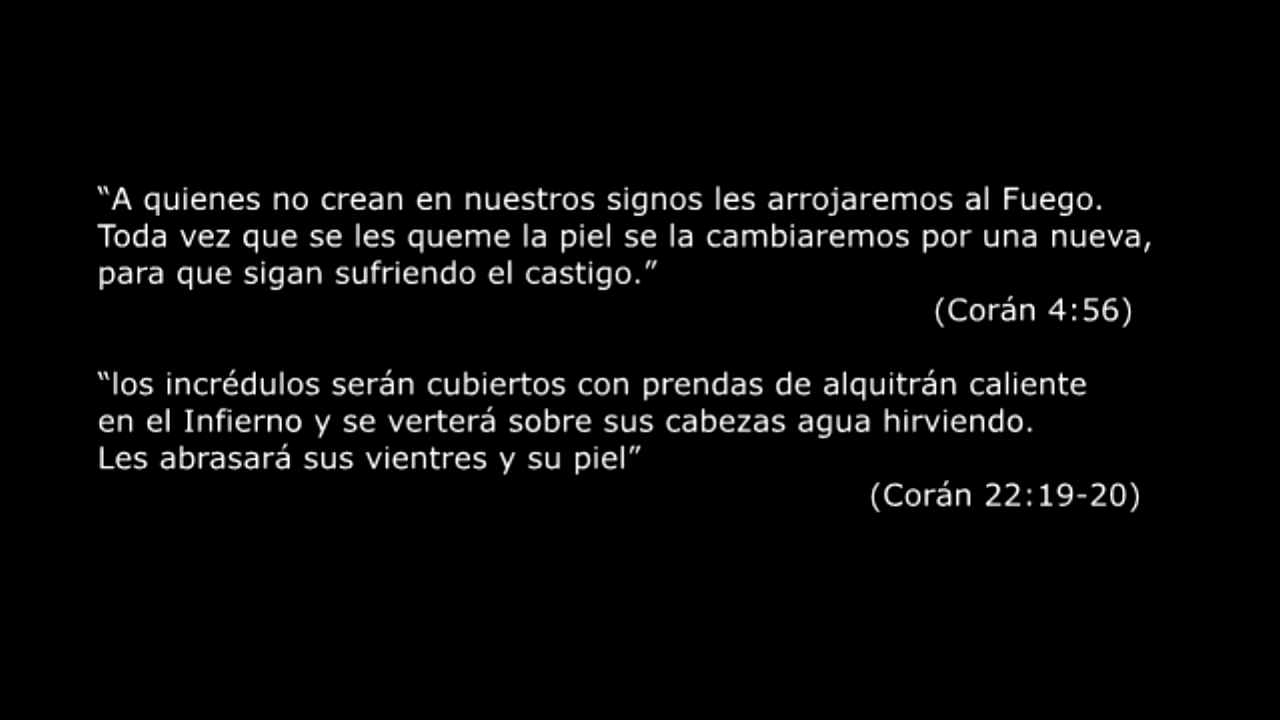 “A quienes no crean en nuestros signos les arrojaremos al Fuego.
Toda vez que se les queme la piel se la cambiaremos por una nueva,
para que sigan sufriendo el castigo.”
(Corán 4:56)
“los incrédulos serán cubiertos con prendas de alquitrán caliente
en el Infierno y se verterá sobre sus cabezas agua hirviendo.
Les abrasará sus vientres y su piel”
(Corán 22:19-20)